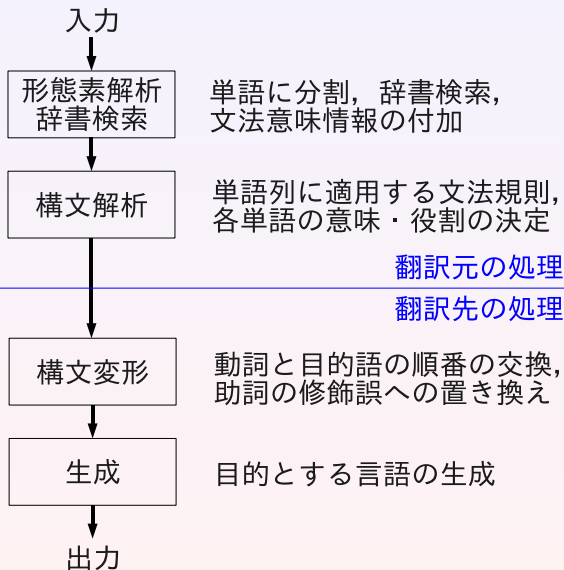 入力
形態素解析
辞書検索
単語に分割，辞書検索，
文法意味情報の付加
構文解析
単語列に適用する文法規則，
各単語の意味・役割の決定
翻訳元の処理
翻訳先の処理
構文変形
動詞と目的語の順番の交換，
助詞の修飾誤への置き換え
生成
目的とする言語の生成
出力